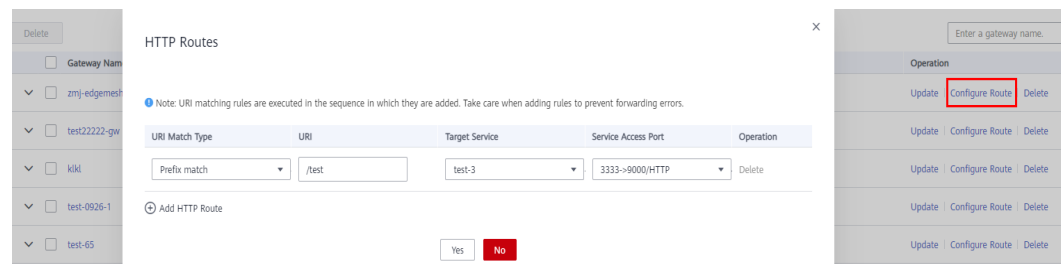 Delete
HTTP Routes
Enter a gateway name.
Gateway Nam
Operation
zmj-edgemesh
Note: URI matching rules are executed in the sequence in which they are added. Take care when adding rules to prevent forwarding errors.
Update Configure Route Delete
test22222-gw
URI Match Type URI Target Service Service Access Port Operation
Update Configure Route Delete
klkl
Prefix match /test test-3 3333->9000/HTTP Delete
Update Configure Route Delete
test-0926-1
Add HTTP Route
Update Configure Route Delete
test-65
Yes No
Update Configure Route Delete